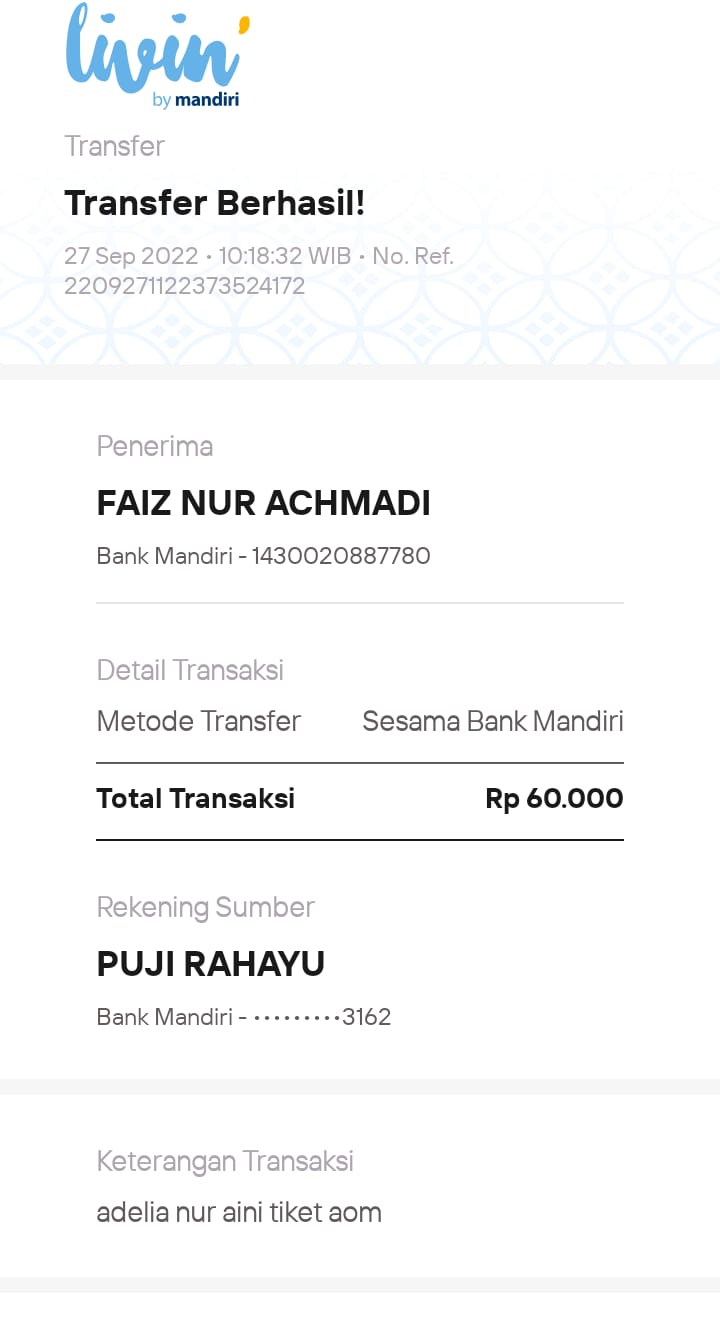 livin'
by mandiri
Transfer
Transfer Berhasil!
27 Sep 2022 • 10:18:32 WIB • No. Ref.
2209271122373524172
Penerima
FAIZ NUR ACHMADI
Bank Mandiri - 1430020887780
Detail Transaksi
Metode Transfer Sesama Bank Mandiri
Total Transaksi Rp 60.000
Rekening Sumber
PUJI RAHAYU
Bank Mandiri - •••••••••3162
Keterangan Transaksi
adelia nur aini tiket aom